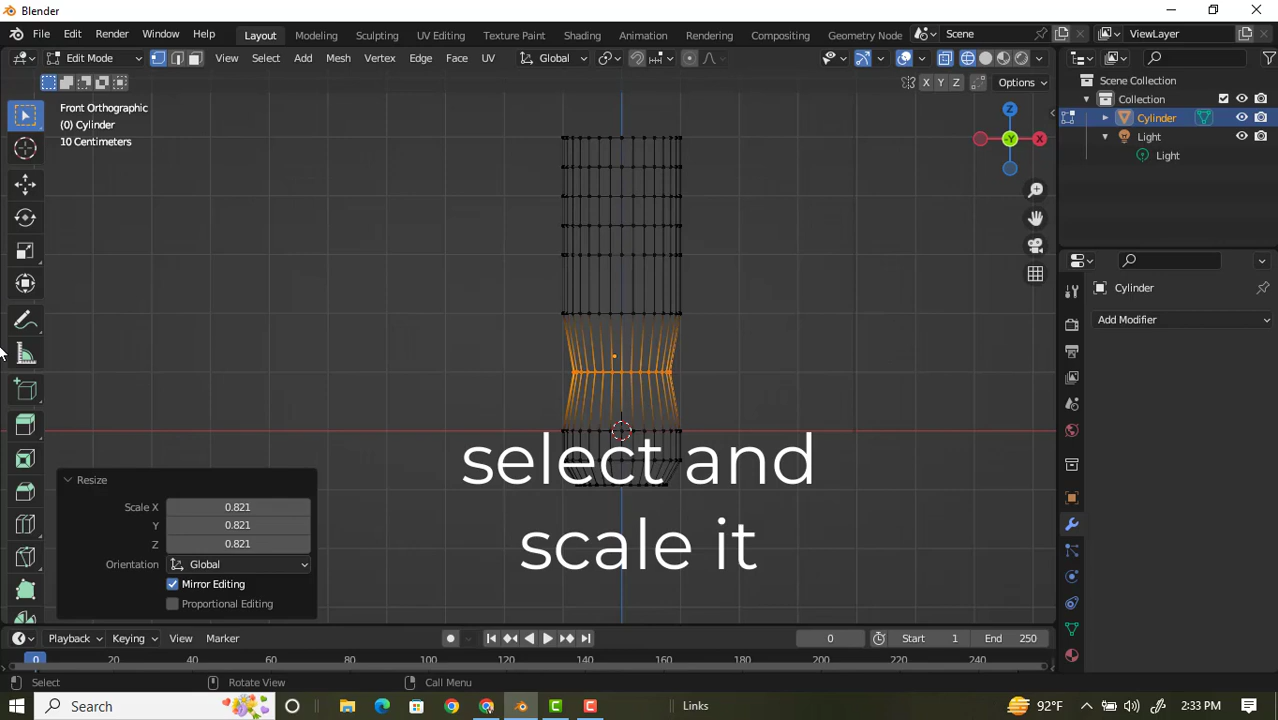 Blender
File Edit Render Window Help Layout Modeling Sculpting UV Editing Texture Paint Shading Animation Rendering Compositing Geometry Node Scene ViewLayer
Edit Mode View Select Add Mesh Vertex Edge Face UV Global
X Y Z Options
Scene Collection
Collection
Cylinder
Light
Light
Front Orthographic
(0) Cylinder
10 Centimeters
Z
X
-Y
Cylinder
Add Modifier
select and
scale it
Resize
Scale X 0.821
Y 0.821
Z 0.821
Orientation Global
Mirror Editing
Proportional Editing
Playback Keying View Marker 0 Start 1 End 250
0 20 40 60 80 100 120 140 160 180 200 220 240
Select Rotate View Call Menu
Search Links 92°F 2:33 PM